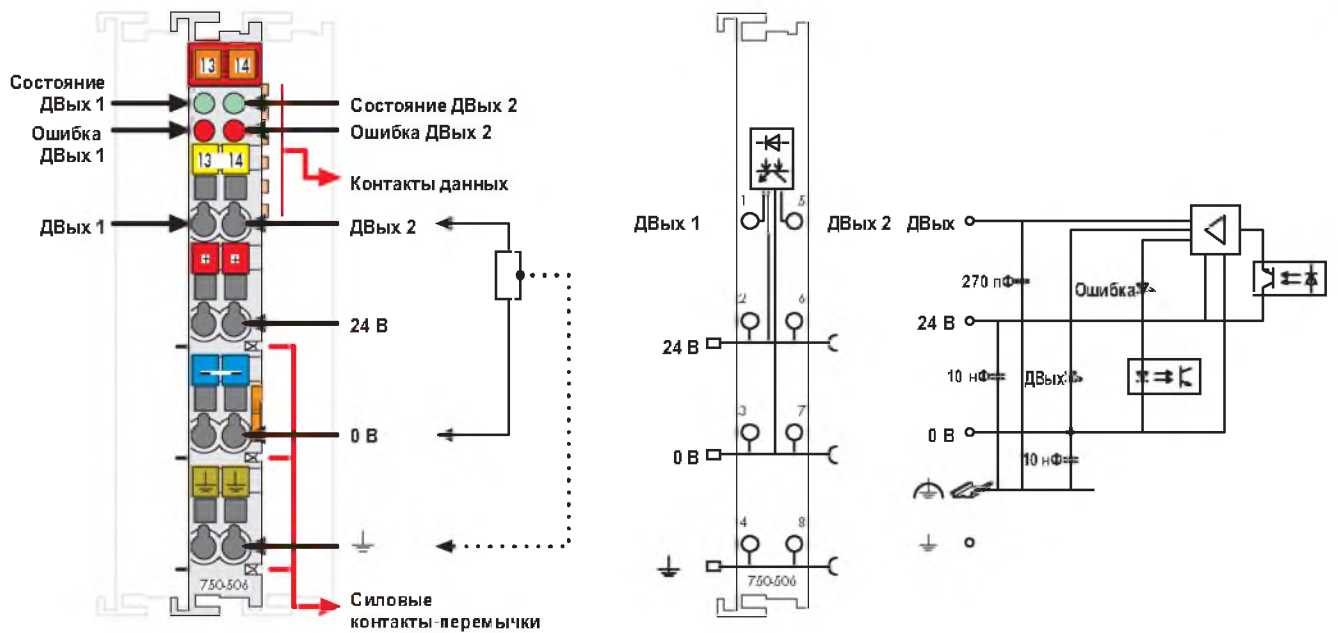 13 14
Состояние
ДВых 1
Состояние ДВых 2
Ошибка
ДВых 1
Ошибка ДВых 2
13 14
Контакты данных
ДВых 1
ДВых 2
24 В
0 В
750-506
Силовые
контакты-перемычки
1 5
ДВых 1
ДВых 2
2 6
24 В
3 7
0 В
4 8
750-506
ДВых
270 пФ
Ошибка
24 В
10 нФ
ДВых
0 В
10 нФ